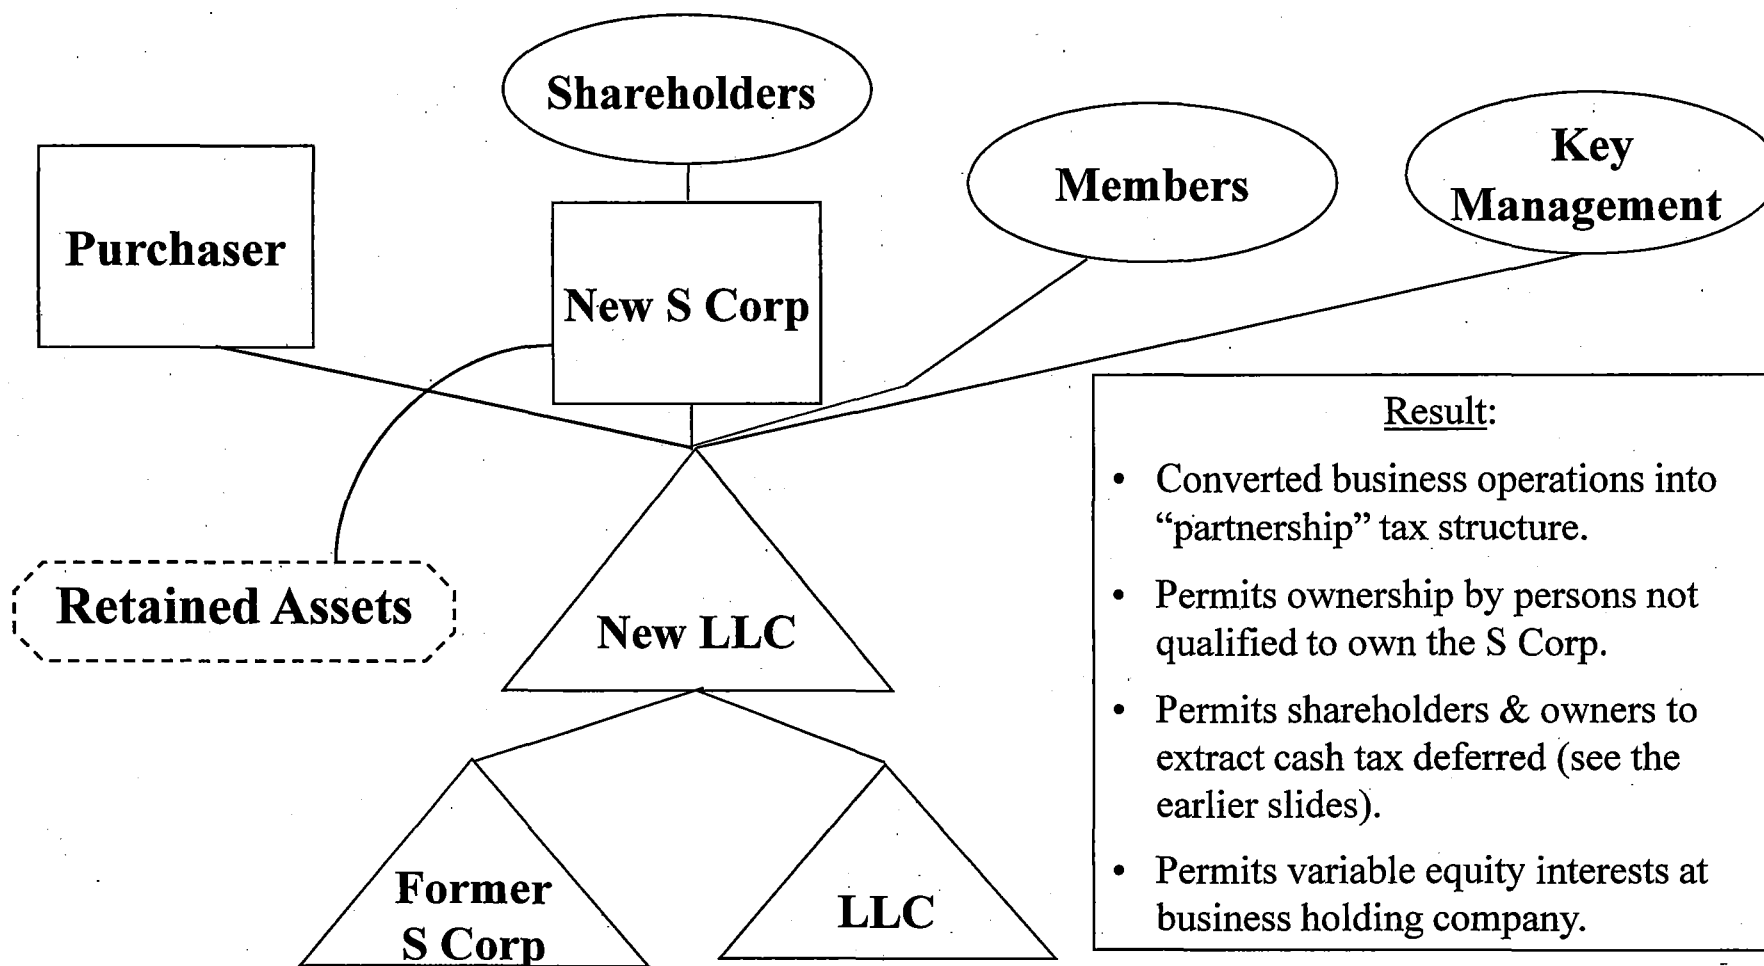 Shareholders
Purchaser
New S Corp
Members
Key
Management
Retained Assets
New LLC
Former
S Corp
LLC
Result:
• Converted business operations into
“partnership” tax structure.
• Permits ownership by persons not
qualified to own the S Corp.
• Permits shareholders & owners to
extract cash tax deferred (see the
earlier slides).
• Permits variable equity interests at
business holding company.